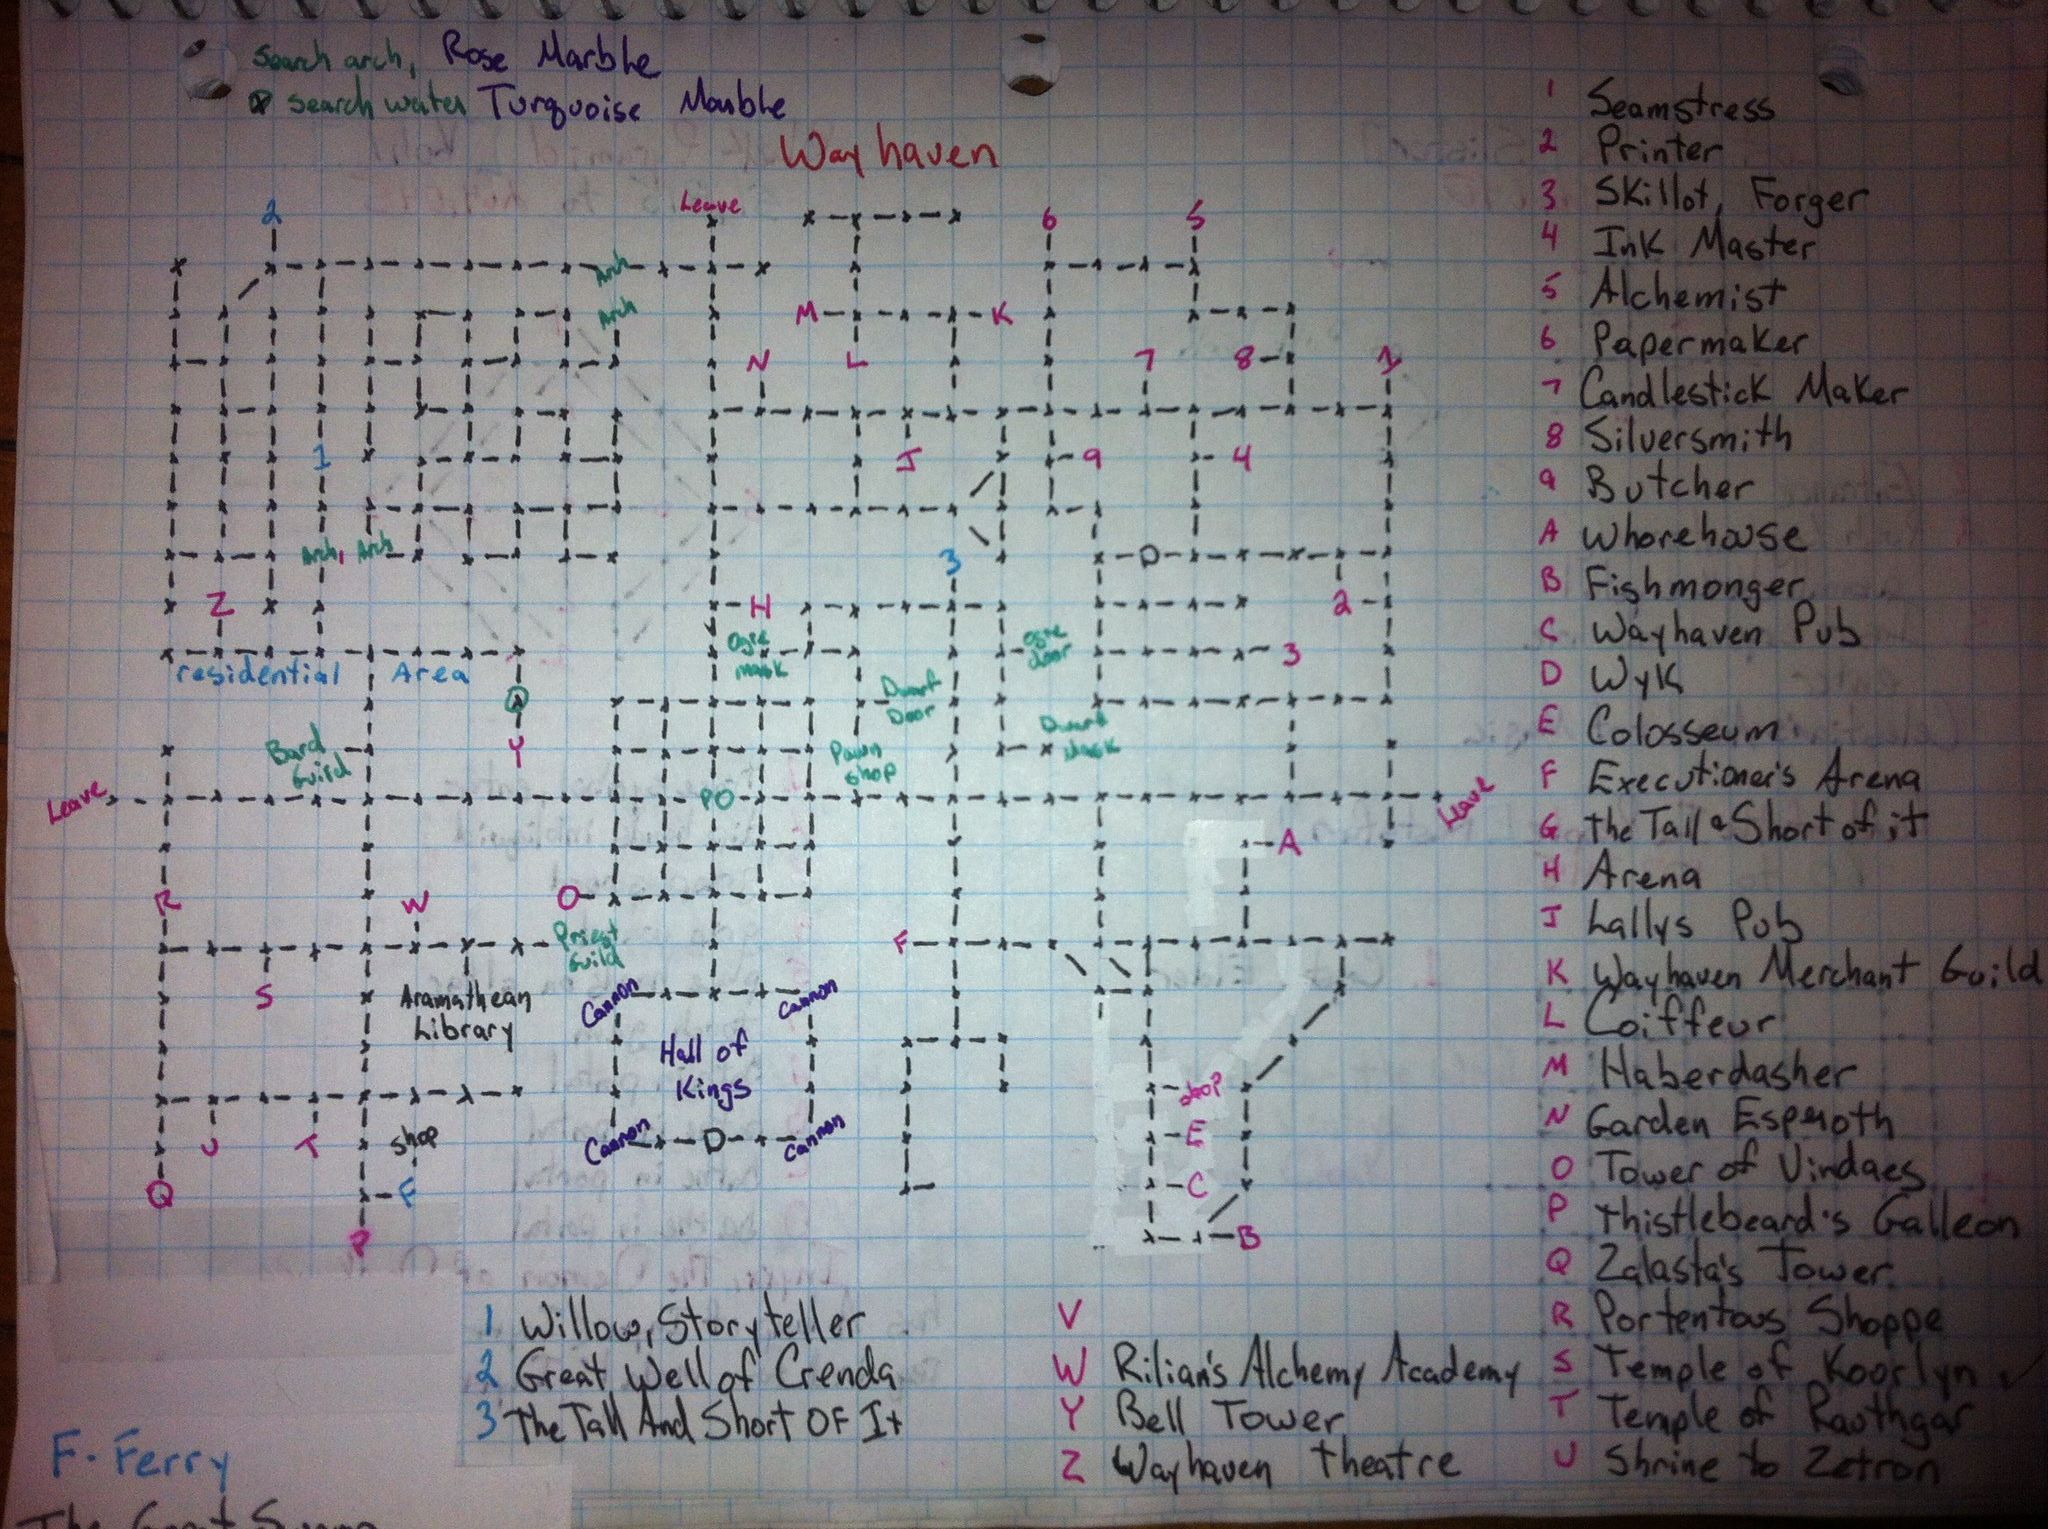 Search arch, Rose Marble
Search water Turquoise Marble
Wayhaven
2
Leave
6
5
Arch
Arch
M
K
N
L
7
8
1
1
J
9
4
Arch, Arch
3
D
Z
H
2
Ogre mask
Ogre door
3
residential Area
Dwarf Door
Y
Bard Guild
Pawn Shop
Dwarf Mask
Leave
PO
Leave
A
R
W
O
Priest Guild
F
S
Aramathean Library
Cannon
Cannon
Hall of Kings
shop
U
T
Shop
Cannon
D
Cannon
E
Q
F
C
P
B
1 Seamstress
2 Printer
3 Skillot, Forger
4 Ink Master
5 Alchemist
6 Papermaker
7 Candlestick Maker
8 Silversmith
9 Butcher
A Whorehouse
B Fishmonger
C Wayhaven Pub
D Wyk
E Colosseum
F Executioner's Arena
G The Tall & Short of it
H Arena
J Lallys Pub
K Wayhaven Merchant Guild
L Coiffeur
M Haberdasher
N Garden Esperoth
O Tower of Vindaes
P Thistlebeard's Galleon
Q Zalasta's Tower
R Portentous Shoppe
S Temple of Koorlyn
T Temple of Raothgar
U Shrine to Zetron
V
W Rilian's Alchemy Academy
Y Bell Tower
Z Wayhaven Theatre
1 Willow, Storyteller
2 Great Well of Crenda
3 The Tall And Short Of It
F- Ferry